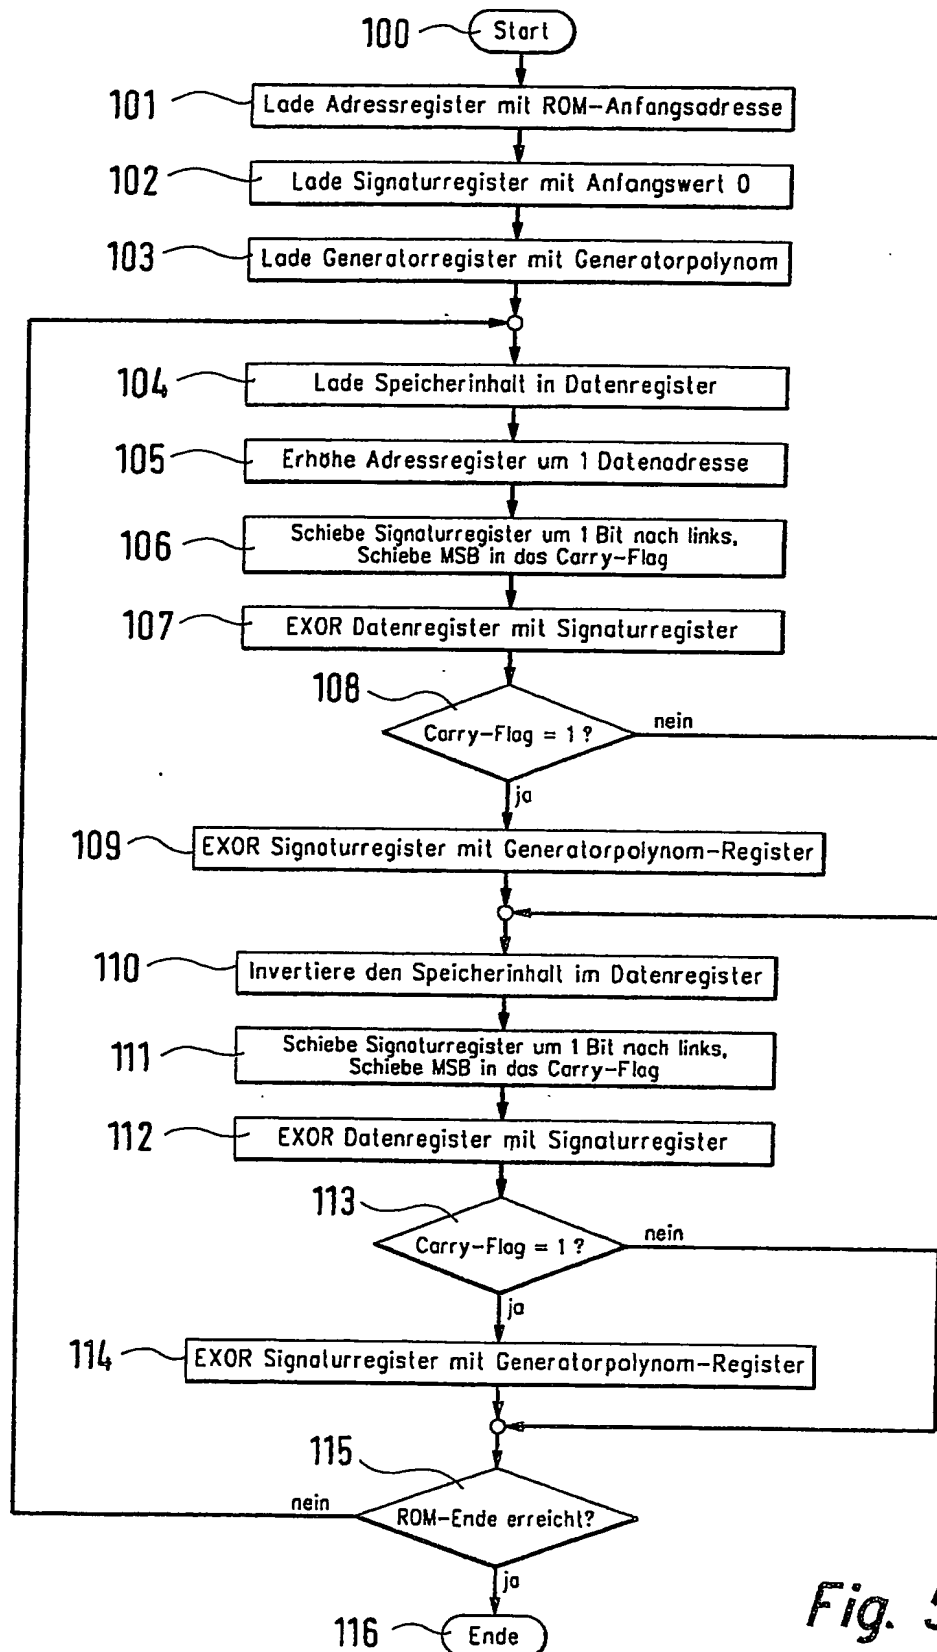 100 Start
101 Lade Adressregister mit ROM-Anfangsadresse
102 Lade Signaturregister mit Anfangswert 0
103 Lade Generatorregister mit Generatorpolynom
104 Lade Speicherinhalt in Datenregister
105 Erhöhe Adressregister um 1 Datenadresse
106 Schiebe Signaturregister um 1 Bit nach links,
Schiebe MSB in das Carry-Flag
107 EXOR Datenregister mit Signaturregister
108
Carry-Flag = 1 ? nein
ja
109 EXOR Signaturregister mit Generatorpolynom-Register
110 Invertiere den Speicherinhalt im Datenregister
111 Schiebe Signaturregister um 1 Bit nach links,
Schiebe MSB in das Carry-Flag
112 EXOR Datenregister mit Signaturregister
113
Carry-Flag = 1 ? nein
ja
114 EXOR Signaturregister mit Generatorpolynom-Register
115
nein ROM-Ende erreicht?
ja
116 Ende
Fig. 5